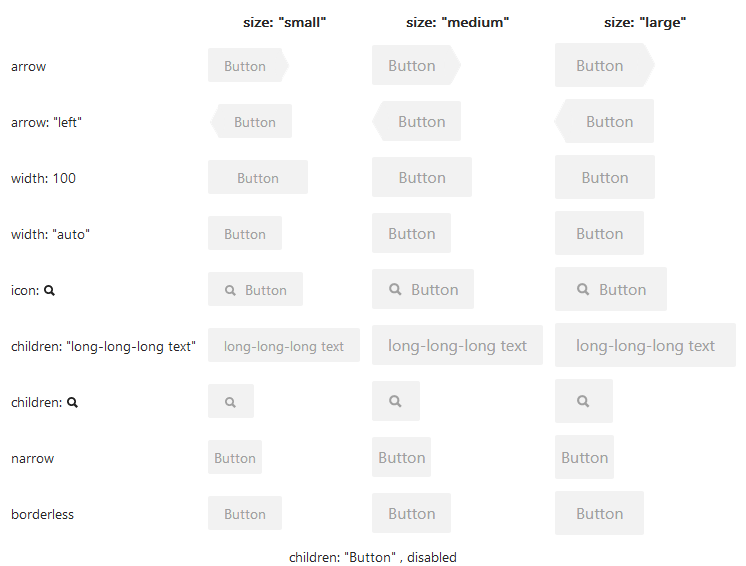 size: "small" size: "medium" size: "large"
arrow Button Button Button
arrow: "left" Button Button Button
width: 100 Button Button Button
width: "auto" Button Button Button
icon: Button Button Button
children: "long-long-long text" long-long-long text long-long-long text long-long-long text
children:
narrow Button Button Button
borderless Button Button Button
children: "Button" , disabled